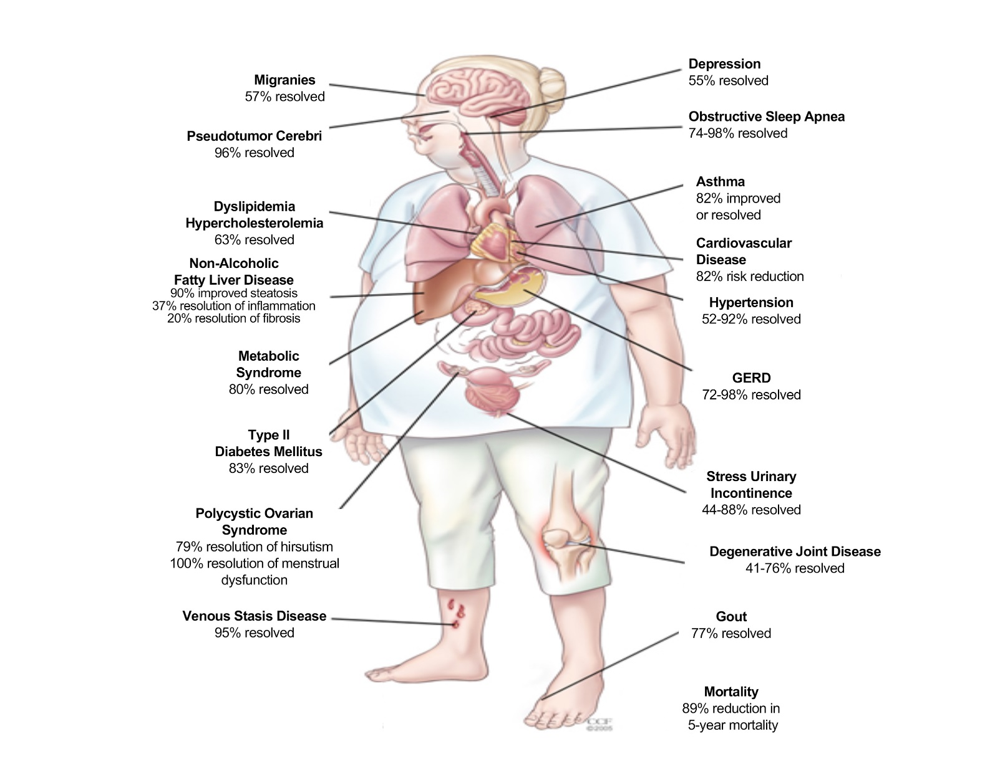 Migranies
57% resolved
Pseudotumor Cerebri
96% resolved
Dyslipidemia
Hypercholesterolemia
63% resolved
Non-Alcoholic
Fatty Liver Disease
90% improved steatosis
37% resolution of inflammation
20% resolution of fibrosis
Metabolic
Syndrome
80% resolved
Type II
Diabetes Mellitus
83% resolved
Polycystic Ovarian
Syndrome
79% resolution of hirsutism
100% resolution of menstrual
dysfunction
Venous Stasis Disease
95% resolved
Depression
55% resolved
Obstructive Sleep Apnea
74-98% resolved
Asthma
82% improved
or resolved
Cardiovascular
Disease
82% risk reduction
Hypertension
52-92% resolved
GERD
72-98% resolved
Stress Urinary
Incontinence
44-88% resolved
Degenerative Joint Disease
41-76% resolved
Gout
77% resolved
Mortality
89% reduction in
5-year mortality
CCF
©2005